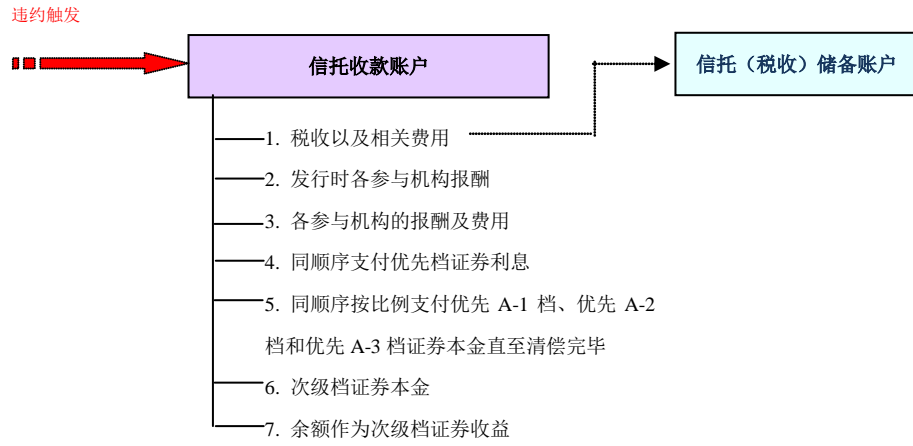 违约触发
信托收款账户
信托（税收）储备账户
1. 税收以及相关费用
2. 发行时各参与机构报酬
3. 各参与机构的报酬及费用
4. 同顺序支付优先档证券利息
5. 同顺序按比例支付优先 A-1 档、优先 A-2
档和优先 A-3 档证券本金直至清偿完毕
6. 次级档证券本金
7. 余额作为次级档证券收益